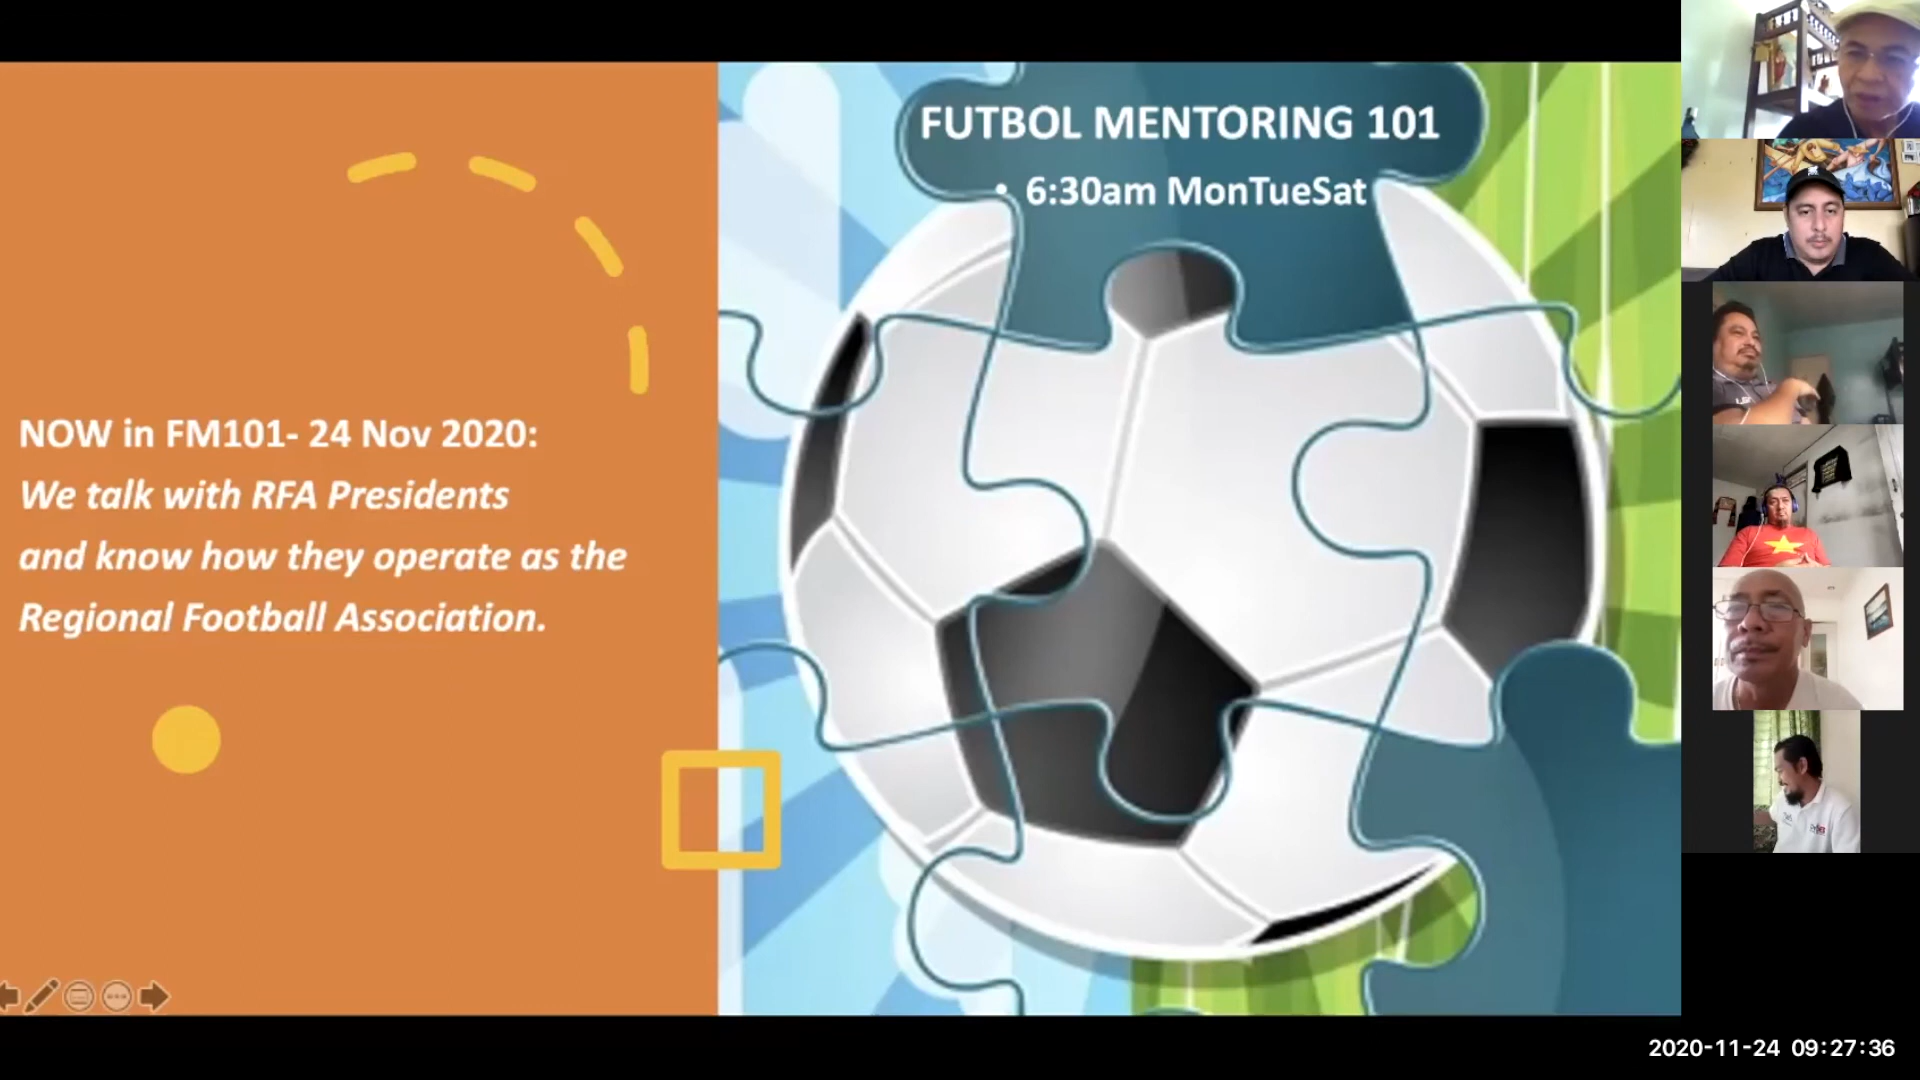 FUTBOL MENTORING 101
• 6:30am MonTueSat
NOW in FM101- 24 Nov 2020:
We talk with RFA Presidents
and know how they operate as the
Regional Football Association.
2020-11-24 09:27:36